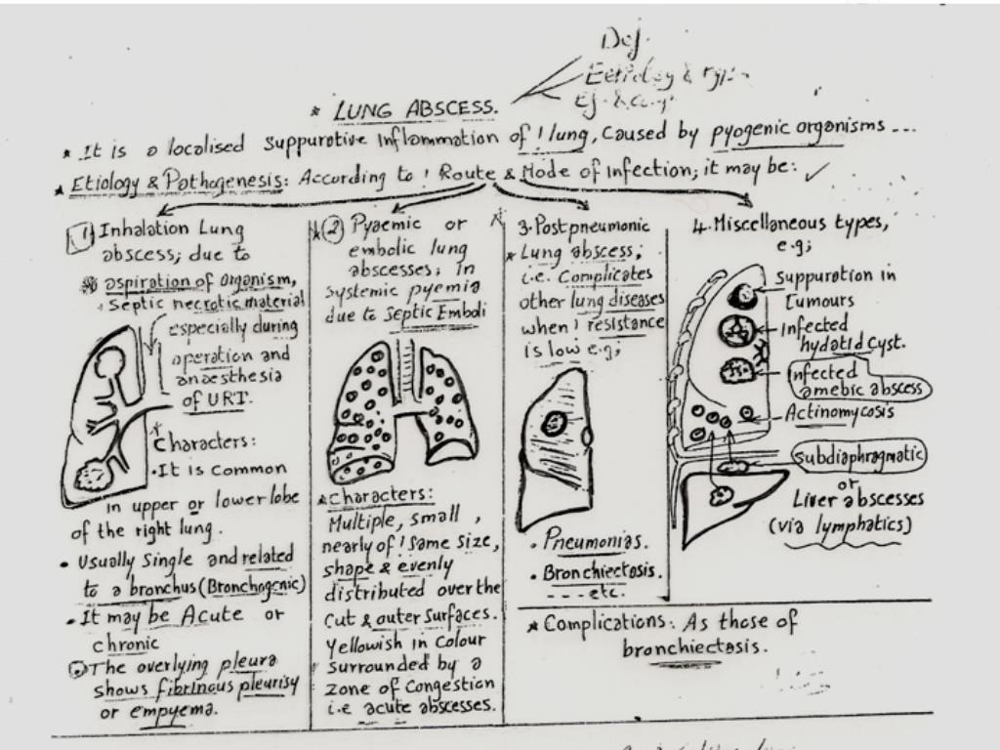 Def.
Etiology & types
* LUNG ABSCESS.
* It is a localised suppurative inflammation of ! lung, caused by pyogenic organisms ...
* Etiology & Pathogenesis: According to ! Route & Mode of infection; it may be: ✓
1 Inhalation Lung
abscess; due to
aspiration of organism,
septic necrotic material
especially during
operation and
anaesthesia
of URT.
* Characters:
• It is common
in upper or lower lobe
of the right lung.
• Usually single and related
to a bronchus (Bronchogenic)
• It may be Acute or
chronic
• The overlying pleura
shows fibrinous pleurisy
or empyema.
* 2 Pyaemic or
embolic lung
abscesses; in
systemic pyemia
due to septic Emboli
* Characters:
Multiple, small,
nearly of ! same size,
shape & evenly
distributed over the
cut & outer surfaces.
Yellowish in colour
surrounded by a
zone of congestion
i.e acute abscesses.
* 3. Postpneumonic
* Lung abscess;
i.e. Complicates
other lung diseases
when ! resistance
is low e.g;
• Pneumonias.
• Bronchiectasis.
---- etc.
4. Miscellaneous types,
e.g;
Suppuration in
Tumours
Infected
hydatid cyst.
Infected
amebic abscess
Actinomycosis
subdiaphragmatic
or
Liver abscesses
(via lymphatics)
* Complications: As those of
bronchiectasis.